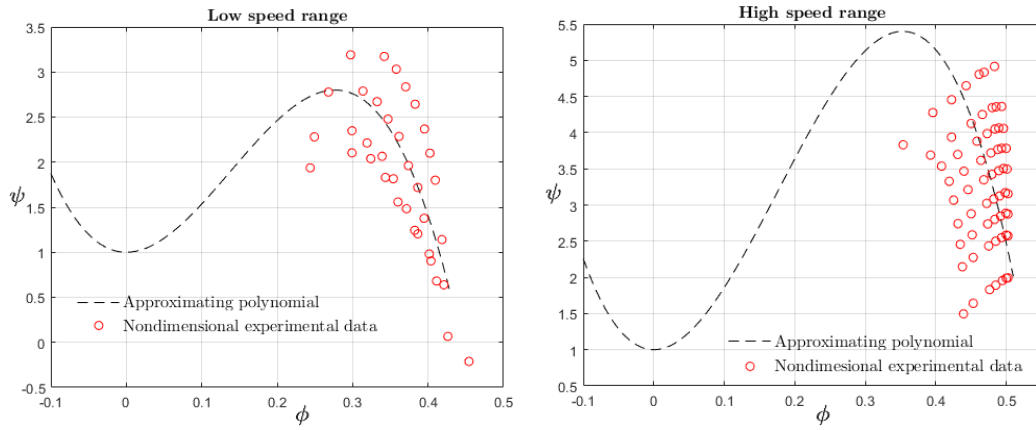 Low speed range
3.5
3
2.5
2
ψ
1.5
1
0.5
0
-0.5
Approximating polynomial
Nondimensional experimental data
-0.1 0 0.1 0.2 0.3 0.4 0.5
ϕ
High speed range
5.5
5
4.5
4
3.5
ψ
3
2.5
2
1.5
1
0.5
Approximating polynomial
Nondimesional experimental data
-0.1 0 0.1 0.2 0.3 0.4 0.5
ϕ